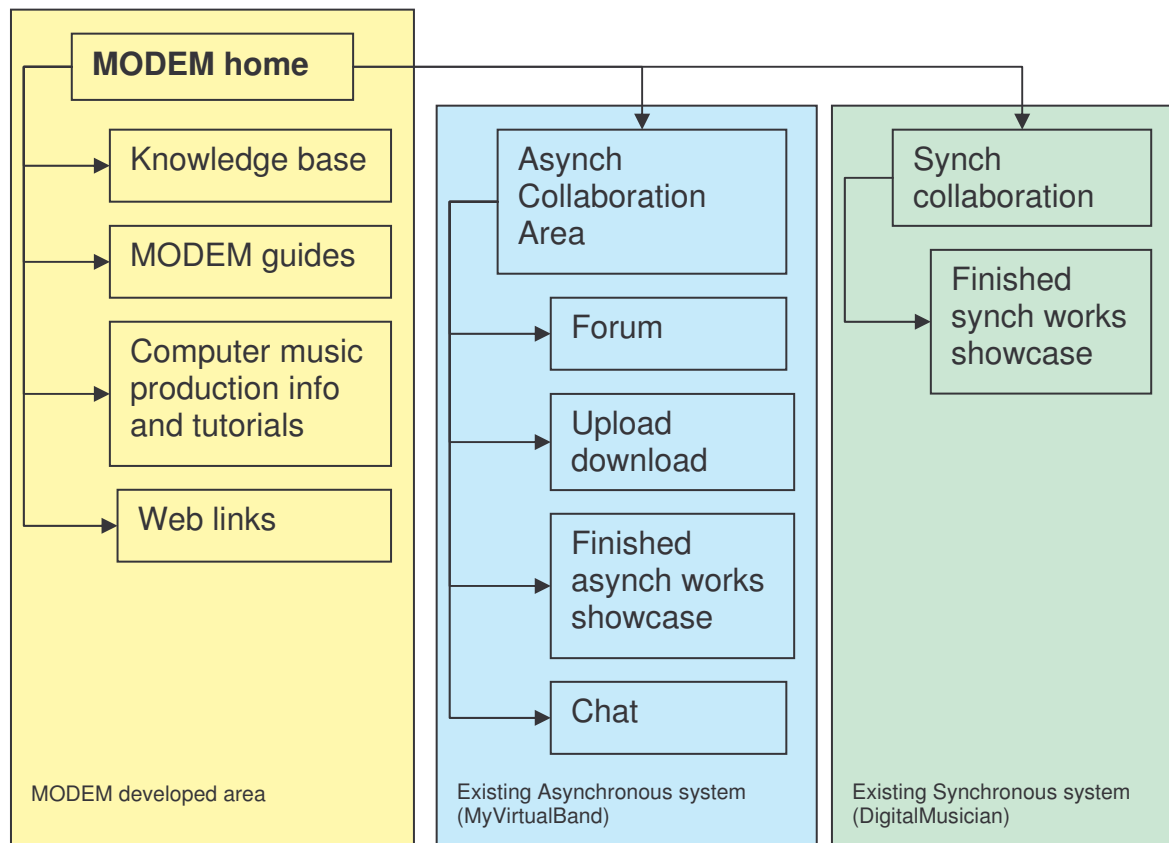 MODEM home
Knowledge base
MODEM guides
Computer music
production info
and tutorials
Web links
MODEM developed area
Asynch
Collaboration
Area
Forum
Upload
download
Finished
asynch works
showcase
Chat
Existing Asynchronous system
(MyVirtualBand)
Synch
collaboration
Finished
synch works
showcase
Existing Synchronous system
(DigitalMusician)